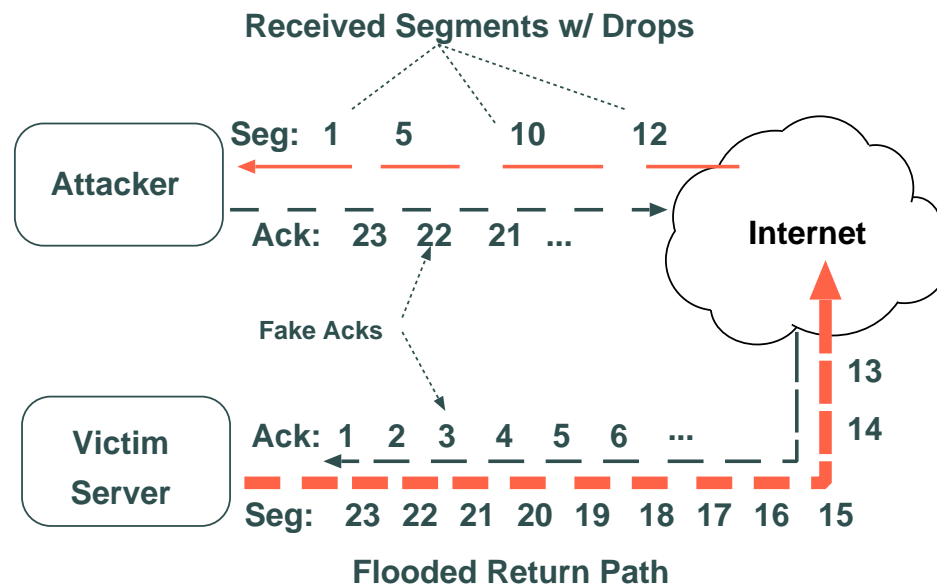 Received Segments w/ Drops
Seg: 1 5 10 12
Attacker
Ack: 23 22 21 ...
Internet
Fake Acks
13
14
Ack: 1 2 3 4 5 6 ...
Victim
Server
Seg: 23 22 21 20 19 18 17 16 15
Flooded Return Path